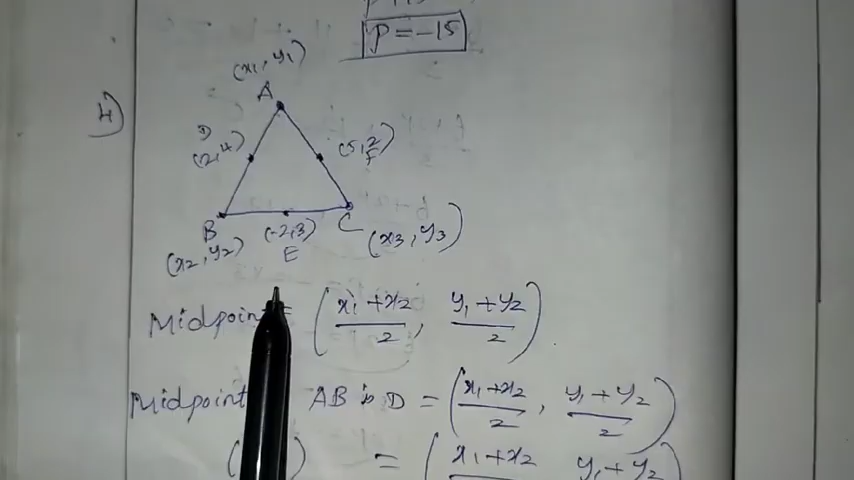 P = -15
4)
(x₁, y₁)
A
D
(2,4)
(5,2)
F
B
(-2,3)
C
(x₂, y₂)
E
(x₃, y₃)
Midpoint = (x₁ + x₂ / 2, y₁ + y₂ / 2).
Midpoint AB is D = (x₁ + x₂ / 2, y₁ + y₂ / 2)
( ) = (x₁ + x₂, y₁ + y₂)